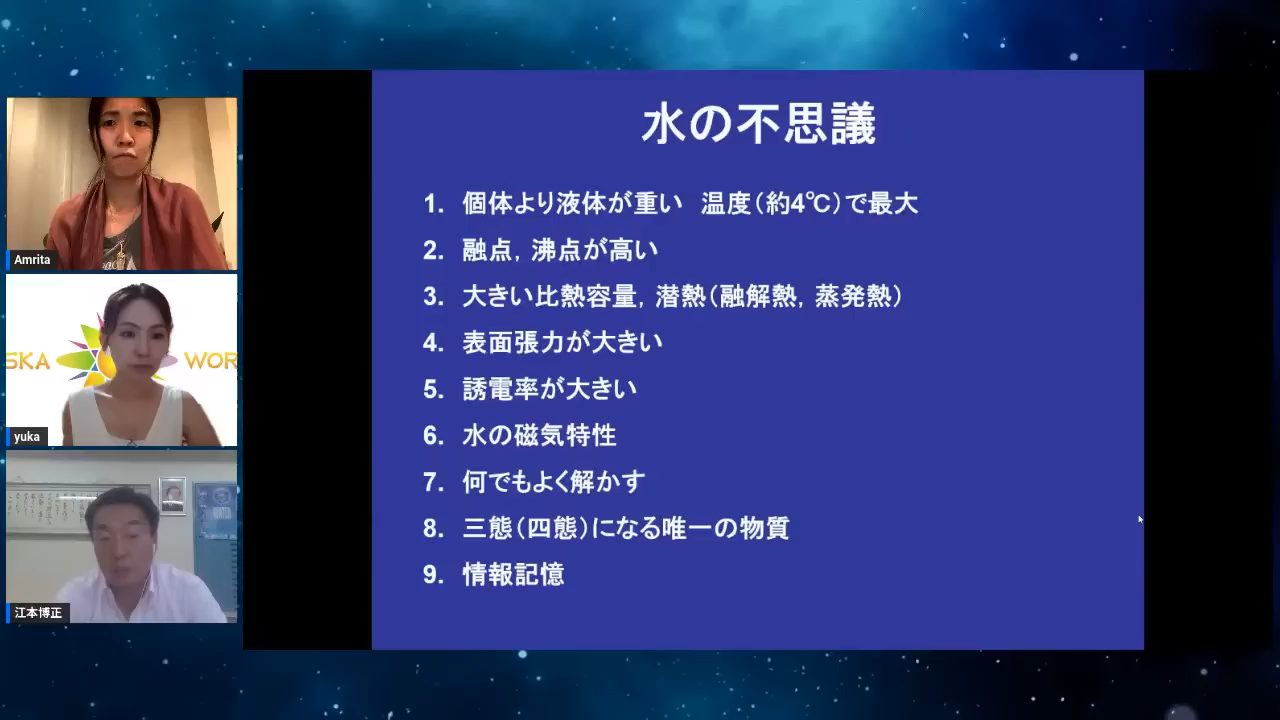 水の不思議
1. 個体より液体が重い 温度(約4℃)で最大
2. 融点, 沸点が高い
3. 大きい比熱容量, 潜熱(融解熱, 蒸発熱)
4. 表面張力が大きい
5. 誘電率が大きい
6. 水の磁気特性
7. 何でもよく解かす
8. 三態(四態)になる唯一の物質
9. 情報記憶
Amrita
SKA WOR
yuka
江本博正